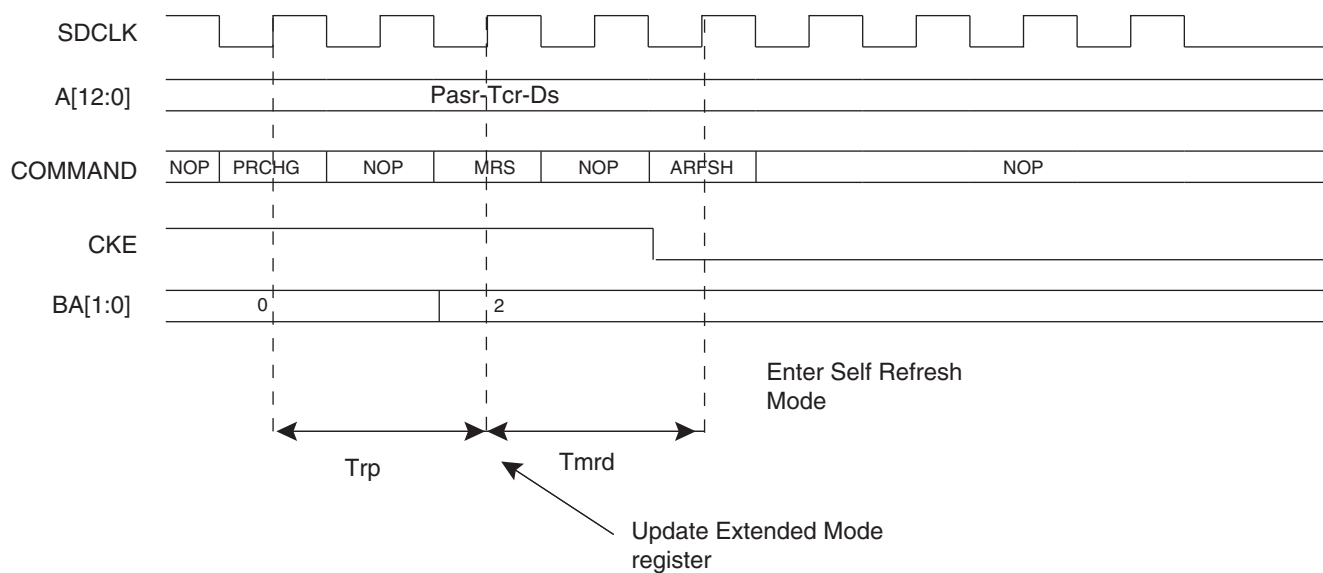 SDCLK
A[12:0]
Pasr-Tcr-Ds
COMMAND
NOP PRCHG NOP MRS NOP ARFSH NOP
CKE
BA[1:0]
0 2
Enter Self Refresh
Mode
Trp
Tmrd
Update Extended Mode
register